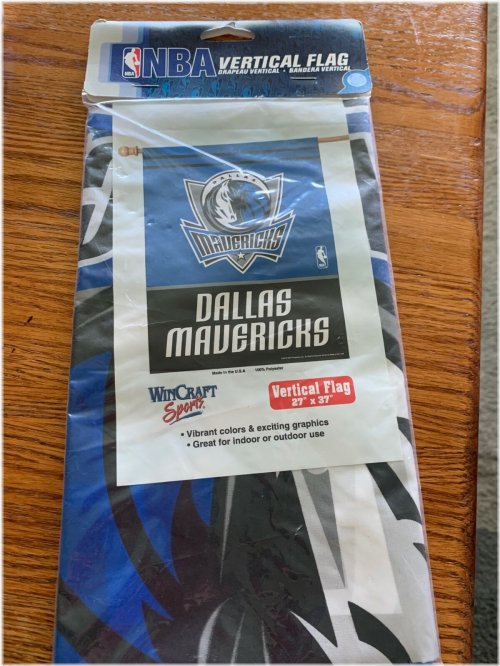 NBA VERTICAL FLAG
DRAPEAU VERTICAL • BANDERA VERTICAL
DALLAS
MAVERICKS
NBA
DALLAS
MAVERICKS
Made in the U.S.A 100% Polyester
WINCRAFT
Sports
Vertical Flag
27" x 37"
• Vibrant colors & exciting graphics
• Great for indoor or outdoor use